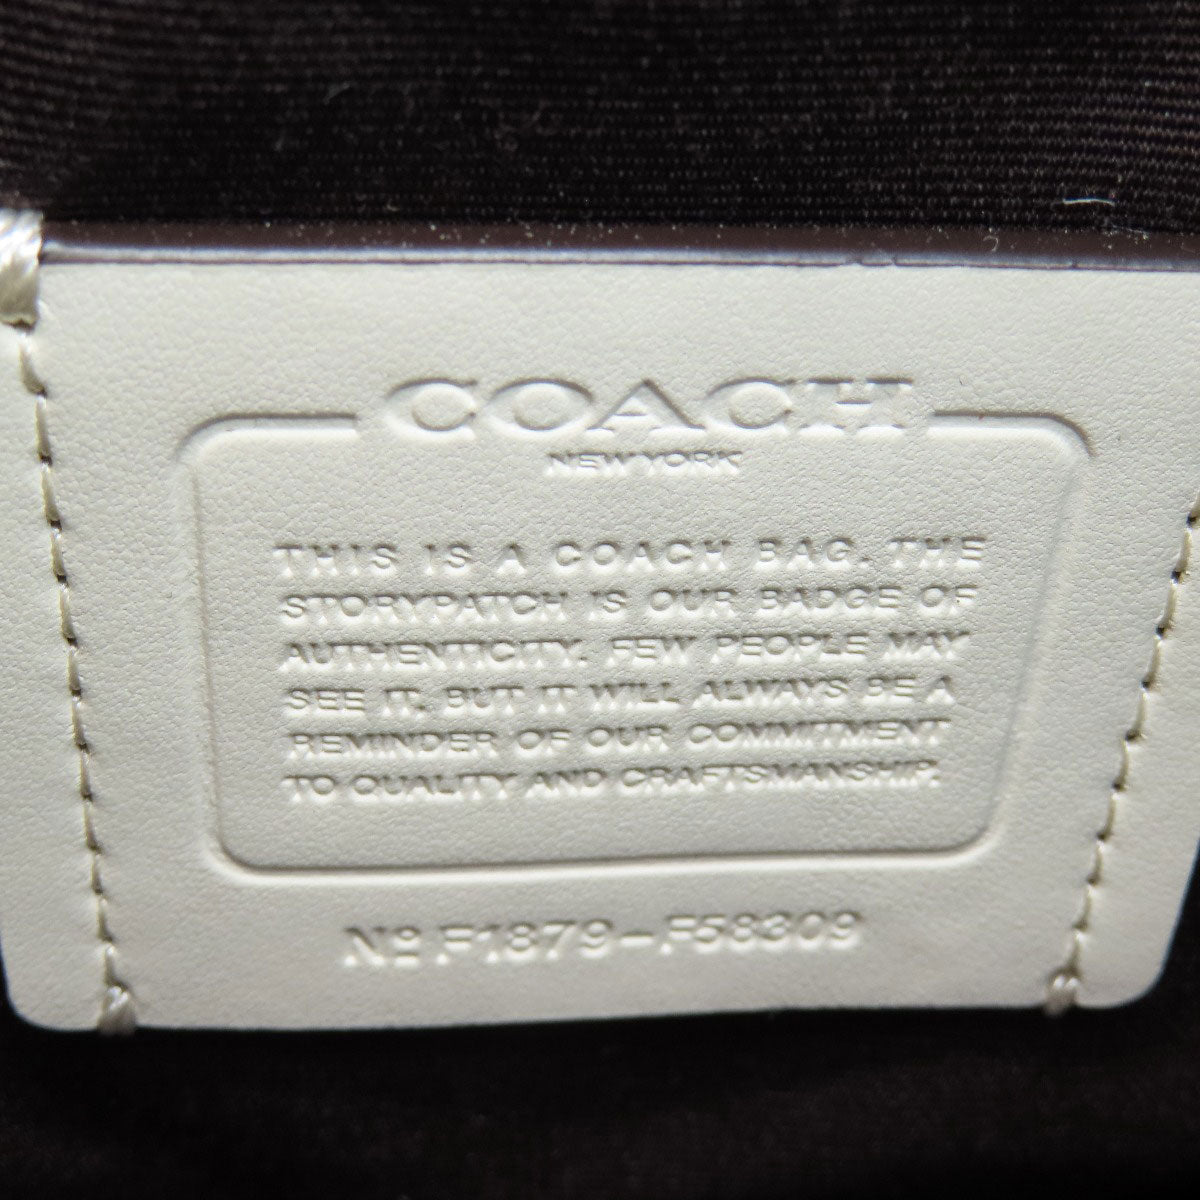 COACH
NEW YORK
THIS IS A COACH BAG. THE
STORYPATCH IS OUR BADGE OF
AUTHENTICITY. FEW PEOPLE MAY
SEE IT, BUT IT WILL ALWAYS BE A
REMINDER OF OUR COMMITMENT
TO QUALITY AND CRAFTSMANSHIP.
Nº F1879-F58309